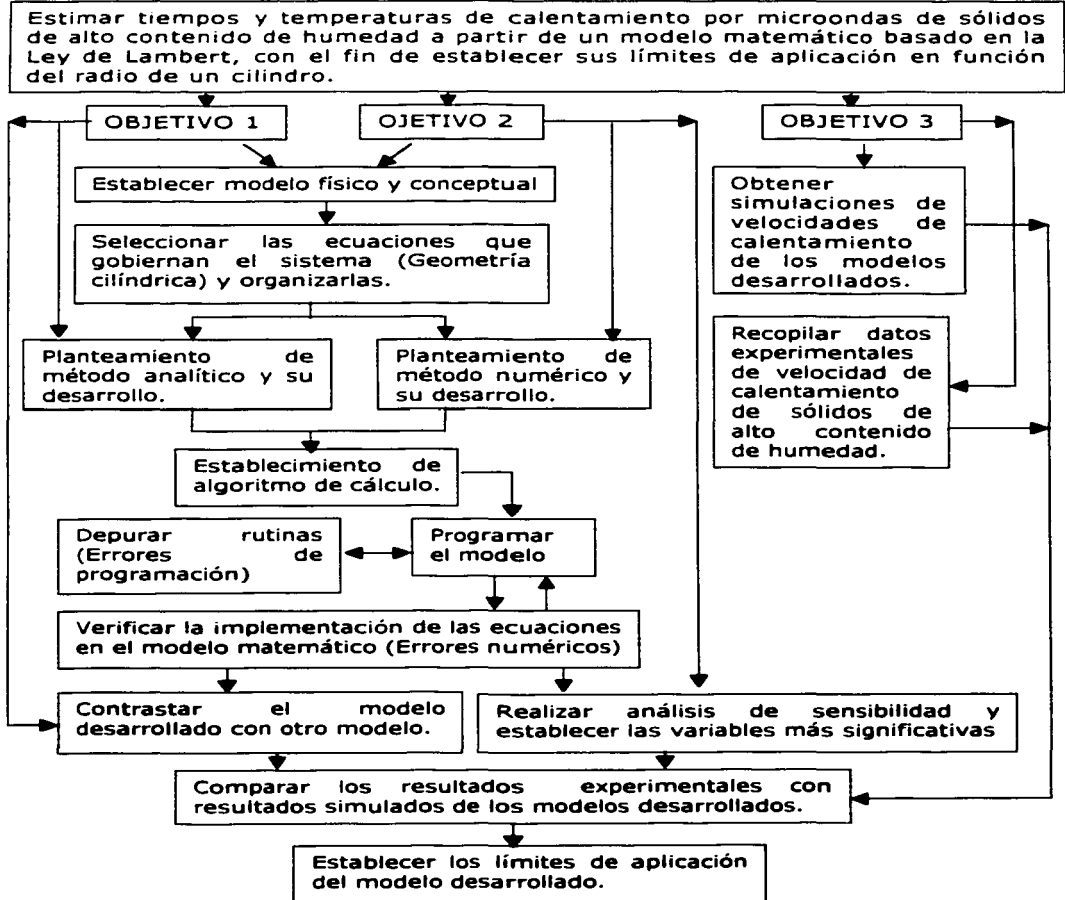 Estimar tiempos y temperaturas de calentamiento por microondas de sólidos
de alto contenido de humedad a partir de un modelo matemático basado en la
Ley de Lambert, con el fin de establecer sus límites de aplicación en función
del radio de un cilindro.
OBJETIVO 1
OJETIVO 2
OBJETIVO 3
Establecer modelo físico y conceptual
Obtener
simulaciones de
velocidades de
calentamiento
de los modelos
desarrollados.
Seleccionar las ecuaciones que
gobiernan el sistema (Geometría
cilíndrica) y organizarlas.
Recopilar datos
experimentales
de velocidad de
calentamiento
de sólidos de
alto contenido
de humedad.
Planteamiento de
método analítico y su
desarrollo.
Planteamiento de
método numérico y
su desarrollo.
Establecimiento de
algoritmo de cálculo.
Depurar rutinas
(Errores de
programación)
Programar
el modelo
Verificar la implementación de las ecuaciones
en el modelo matemático (Errores numéricos)
Contrastar el modelo
desarrollado con otro modelo.
Realizar análisis de sensibilidad y
establecer las variables más significativas
Comparar los resultados experimentales con
resultados simulados de los modelos desarrollados.
Establecer los límites de aplicación
del modelo desarrollado.